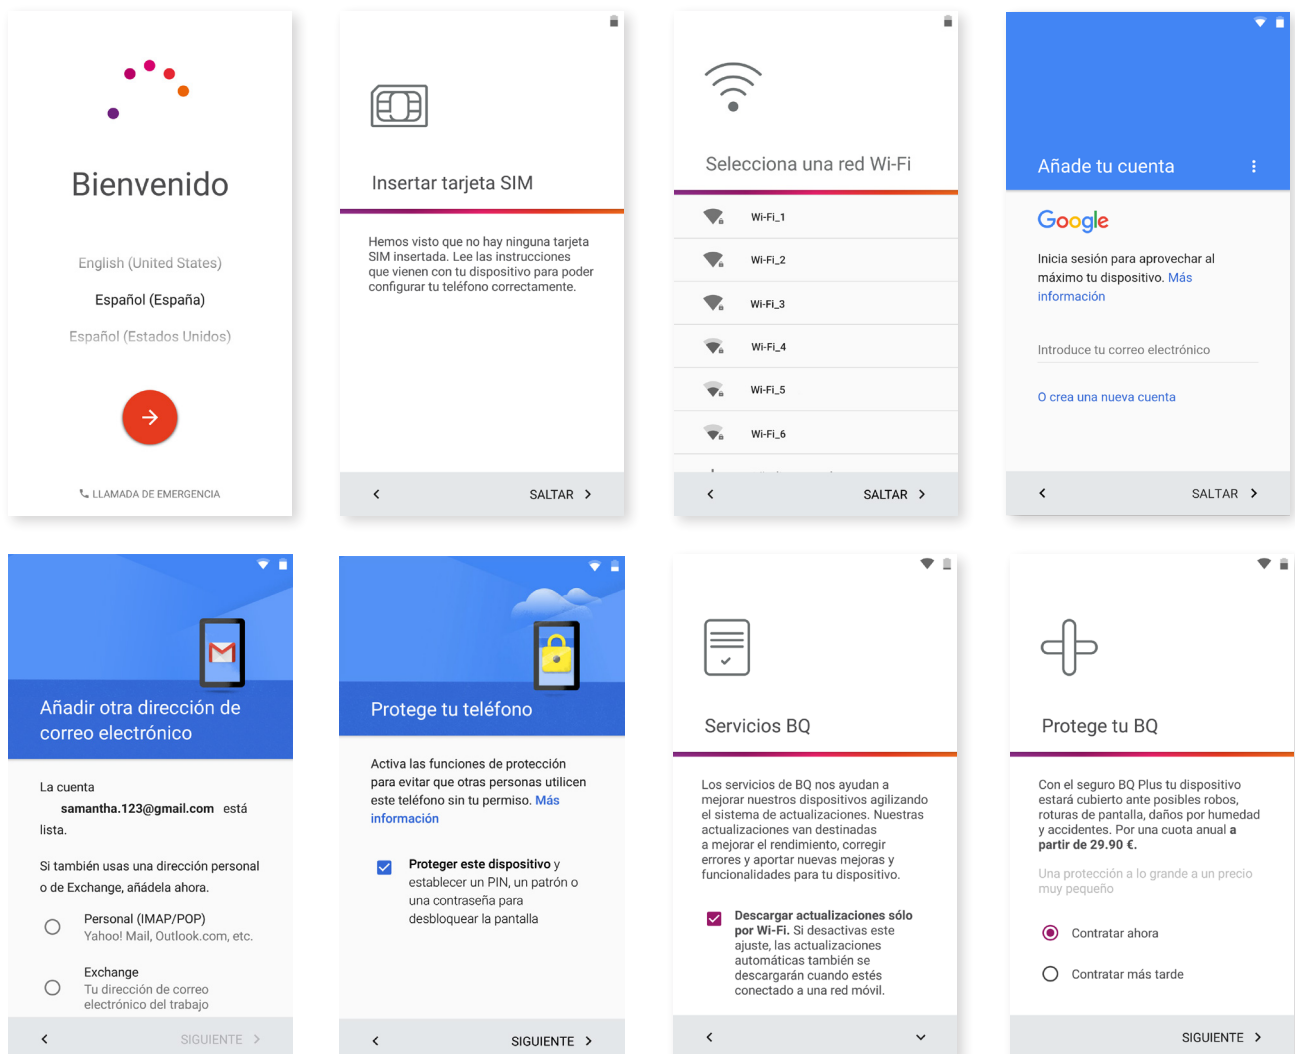 Bienvenido
English (United States)
Español (España)
Español (Estados Unidos)
LLAMADA DE EMERGENCIA
Insertar tarjeta SIM
Hemos visto que no hay ninguna tarjeta
SIM insertada. Lee las instrucciones
que vienen con tu dispositivo para poder
configurar tu teléfono correctamente.
SALTAR
Selecciona una red Wi-Fi
Wi-Fi_1
Wi-Fi_2
Wi-Fi_3
Wi-Fi_4
Wi-Fi_5
Wi-Fi_6
SALTAR
Añade tu cuenta
Google
Inicia sesión para aprovechar al
máximo tu dispositivo. Más
información
Introduce tu correo electrónico
O crea una nueva cuenta
SALTAR
Añadir otra dirección de
correo electrónico
La cuenta
samantha.123@gmail.com está
lista.
Si también usas una dirección personal
o de Exchange, añádela ahora.
Personal (IMAP/POP)
Yahoo! Mail, Outlook.com, etc.
Exchange
Tu dirección de correo
electrónico del trabajo
SIGUIENTE
Protege tu teléfono
Activa las funciones de protección
para evitar que otras personas utilicen
este teléfono sin tu permiso. Más
información
Proteger este dispositivo y
establecer un PIN, un patrón o
una contraseña para
desbloquear la pantalla
SIGUIENTE
Servicios BQ
Los servicios de BQ nos ayudan a
mejorar nuestros dispositivos agilizando
el sistema de actualizaciones. Nuestras
actualizaciones van destinadas
a mejorar el rendimiento, corregir
errores y aportar nuevas mejoras y
funcionalidades para tu dispositivo.
Descargar actualizaciones sólo
por Wi-Fi. Si desactivas este
ajuste, las actualizaciones
automáticas también se
descargarán cuando estés
conectado a una red móvil.
Protege tu BQ
Con el seguro BQ Plus tu dispositivo
estará cubierto ante posibles robos,
roturas de pantalla, daños por humedad
y accidentes. Por una cuota anual a
partir de 29.90 €.
Una protección a lo grande a un precio
muy pequeño
Contratar ahora
Contratar más tarde
SIGUIENTE